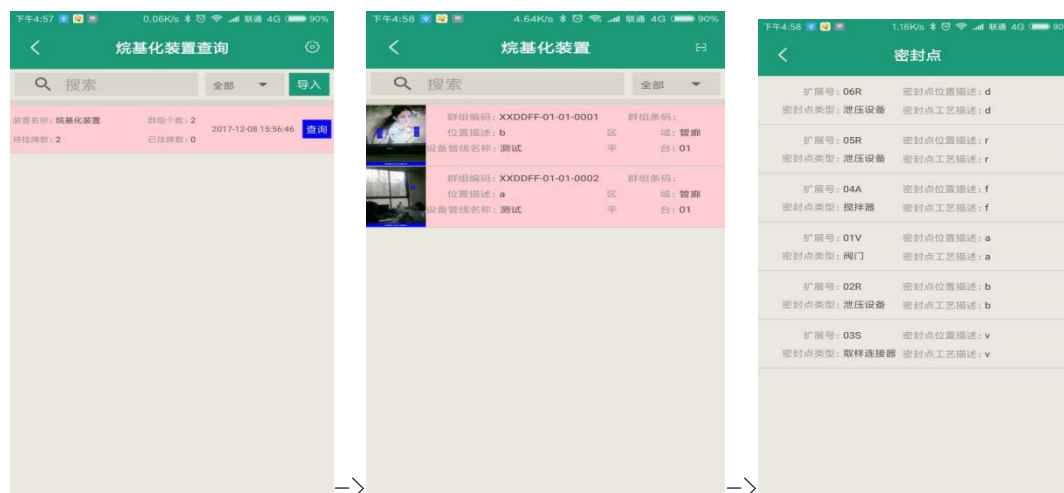 下午4:57 0.06K/s 联通 4G 90%
烷基化装置查询
搜索 全部 导入
装置名称: 烷基化装置 群组个数: 2
2017-12-08 15:56:46 查询
待挂牌数: 2 已挂牌数: 0
下午4:58 4.64K/s 联通 4G 90%
烷基化装置
搜索 全部
群组编码: XXDDFF-01-01-0001 群组条码:
位置描述: b 区 域: 管廊
设备管线名称: 测试 平 台: 01
群组编码: XXDDFF-01-01-0002 群组条码:
位置描述: a 区 域: 管廊
设备管线名称: 测试 平 台: 01
下午4:58 1.16K/s 联通 4G 90
密封点
扩展号: 06R 密封点位置描述: d
密封点类型: 泄压设备 密封点工艺描述: d
扩展号: 05R 密封点位置描述: r
密封点类型: 泄压设备 密封点工艺描述: r
扩展号: 04A 密封点位置描述: f
密封点类型: 搅拌器 密封点工艺描述: f
扩展号: 01V 密封点位置描述: a
密封点类型: 阀门 密封点工艺描述: a
扩展号: 02R 密封点位置描述: b
密封点类型: 泄压设备 密封点工艺描述: b
扩展号: 03S 密封点位置描述: v
密封点类型: 取样连接器 密封点工艺描述: v
—> —>